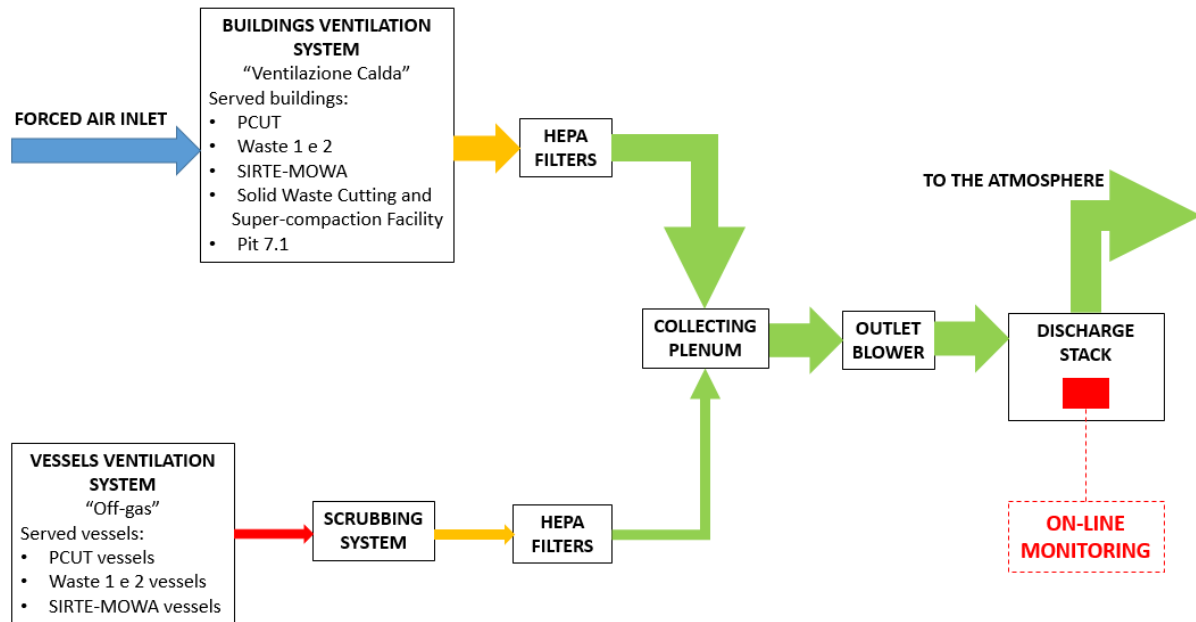 BUILDINGS VENTILATION
SYSTEM
“Ventilazione Calda”
Served buildings:
• PCUT
• Waste 1 e 2
• SIRTE-MOWA
• Solid Waste Cutting and
Super-compaction Facility
• Pit 7.1
FORCED AIR INLET
HEPA
FILTERS
TO THE ATMOSPHERE
COLLECTING
PLENUM
OUTLET
BLOWER
DISCHARGE
STACK
VESSELS VENTILATION
SYSTEM
“Off-gas”
Served vessels:
• PCUT vessels
• Waste 1 e 2 vessels
• SIRTE-MOWA vessels
SCRUBBING
SYSTEM
HEPA
FILTERS
ON-LINE
MONITORING